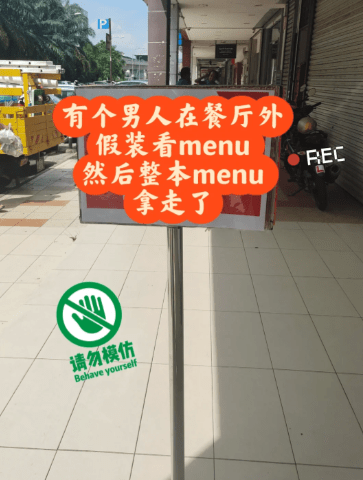 P
有个男人在餐厅外
假装看menu
然后整本menu
拿走了
REC
请勿模仿
Behave yourself